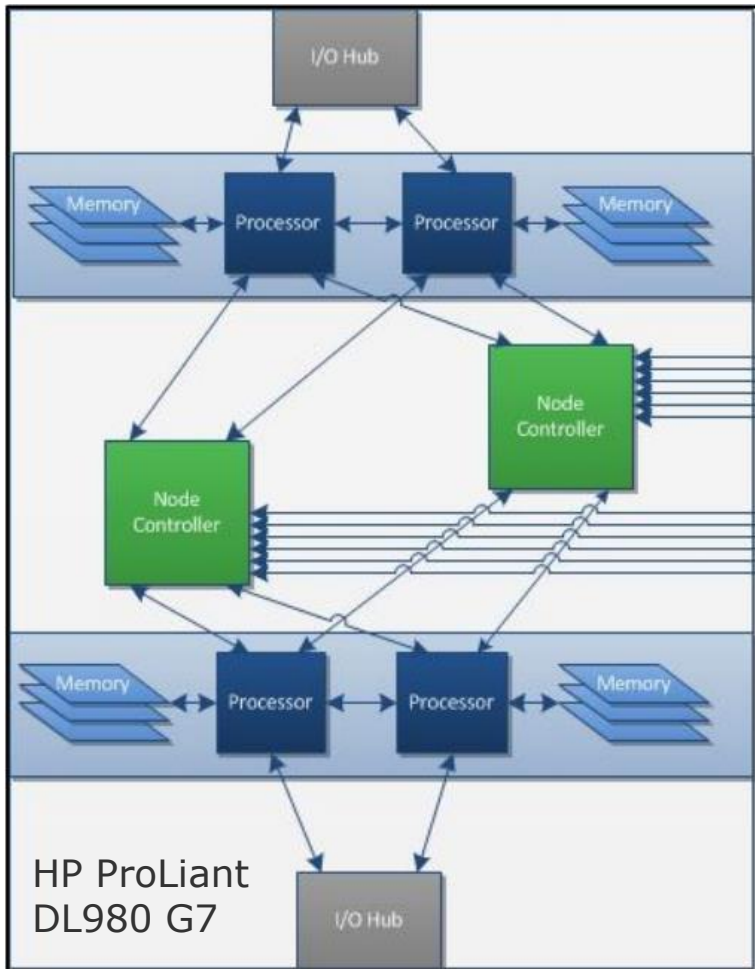 I/O Hub
Memory
Processor
Processor
Memory
Node
Controller
Node
Controller
Memory
Processor
Processor
Memory
HP ProLiant
DL980 G7
I/O Hub